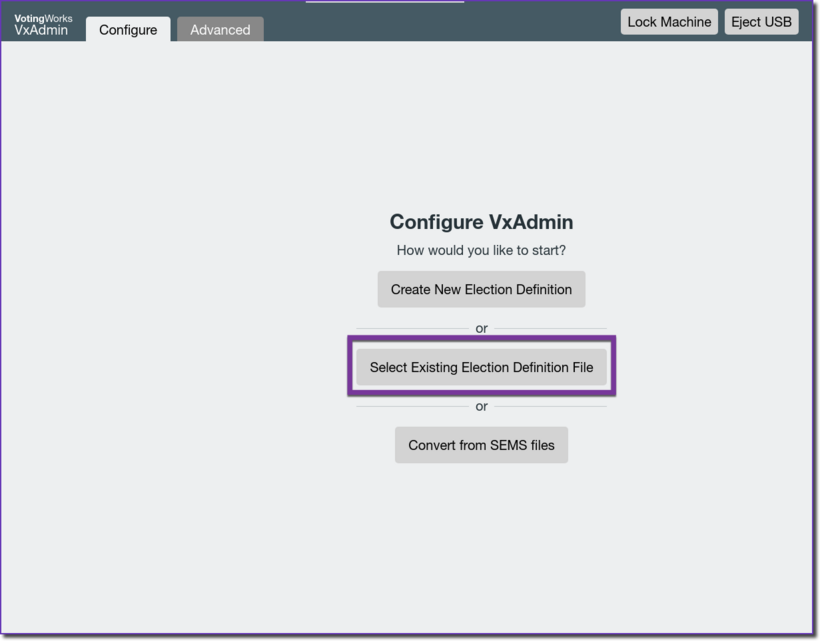 VotingWorks
VxAdmin
Configure
Advanced
Lock Machine
Eject USB
Configure VxAdmin
How would you like to start?
Create New Election Definition
or
Select Existing Election Definition File
or
Convert from SEMS files